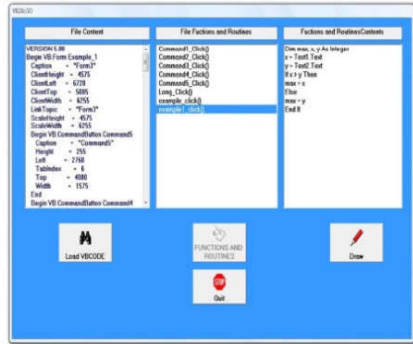 File Content
VERSION 5.00
Begin VB.Form Example_1
Caption = "Form3"
ClientHeight = 4575
ClientLeft = 6720
ClientTop = 5085
ClientWidth = 6255
LinkTopic = "Form3"
ScaleHeight = 4575
ScaleWidth = 6255
Begin VB.CommandButton Command5
Caption = "Command5"
Height = 255
Left = 2760
TabIndex = 6
Top = 4080
Width = 1575
End
Begin VB.CommandButton Command4
File Fuctions and Routines
Command1_Click()
Command2_Click()
Command3_Click()
Command4_Click()
Command5_Click()
Long_Click()
example_click()
example1_click()
Fuctions and RoutinesContents
Dim max, x, y As Integer
x = Text1.Text
y = Text2.Text
If x > y Then
max = x
Else
max = y
End If
Load VBCODE
FUNCTIONS AND
ROUTINES
Draw
STOP
Quit